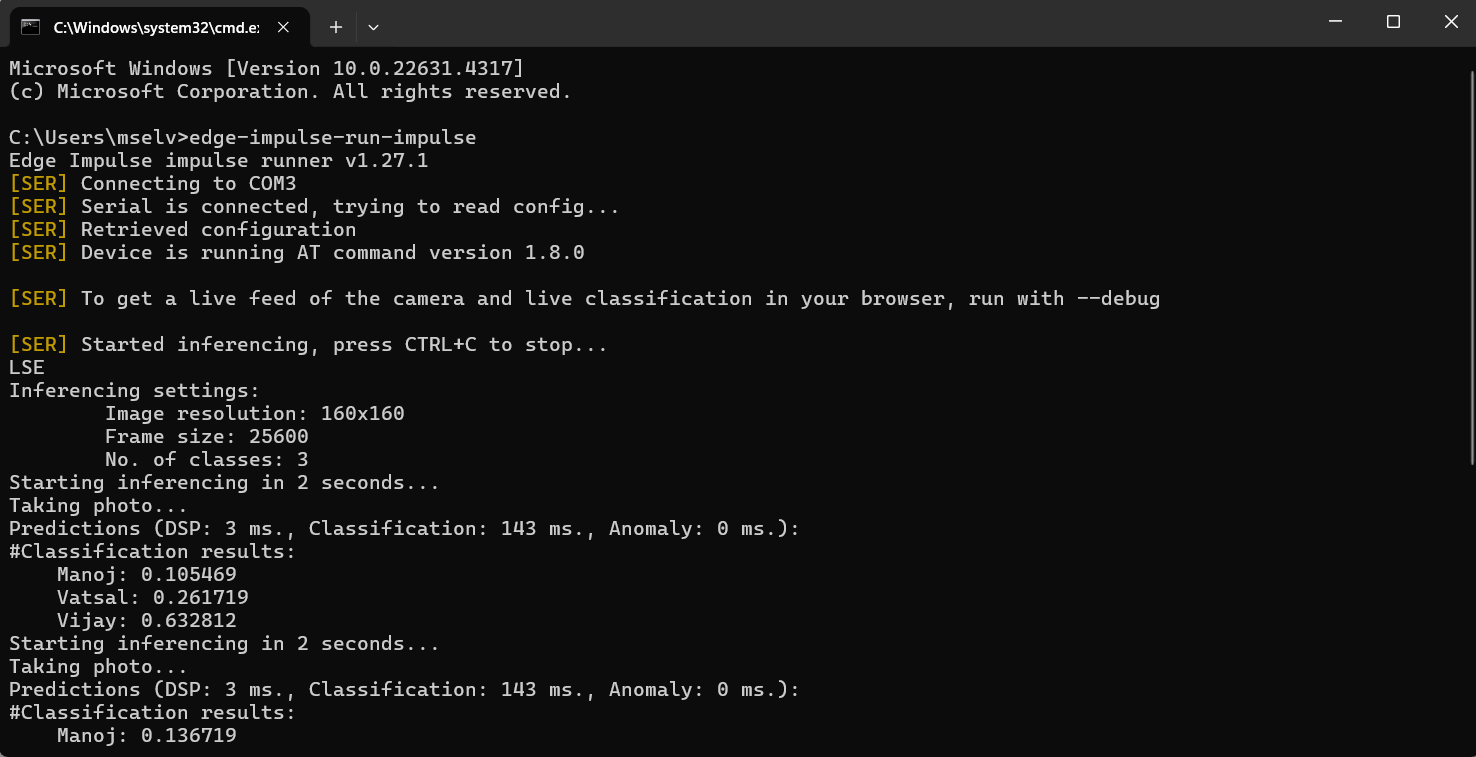 C:\Windows\system32\cmd.e
Microsoft Windows [Version 10.0.22631.4317]
(c) Microsoft Corporation. All rights reserved.
C:\Users\mselv>edge-impulse-run-impulse
Edge Impulse impulse runner v1.27.1
[SER] Connecting to COM3
[SER] Serial is connected, trying to read config...
[SER] Retrieved configuration
[SER] Device is running AT command version 1.8.0
[SER] To get a live feed of the camera and live classification in your browser, run with --debug
[SER] Started inferencing, press CTRL+C to stop...
LSE
Inferencing settings:
Image resolution: 160x160
Frame size: 25600
No. of classes: 3
Starting inferencing in 2 seconds...
Taking photo...
Predictions (DSP: 3 ms., Classification: 143 ms., Anomaly: 0 ms.):
#Classification results:
Manoj: 0.105469
Vatsal: 0.261719
Vijay: 0.632812
Starting inferencing in 2 seconds...
Taking photo...
Predictions (DSP: 3 ms., Classification: 143 ms., Anomaly: 0 ms.):
#Classification results:
Manoj: 0.136719